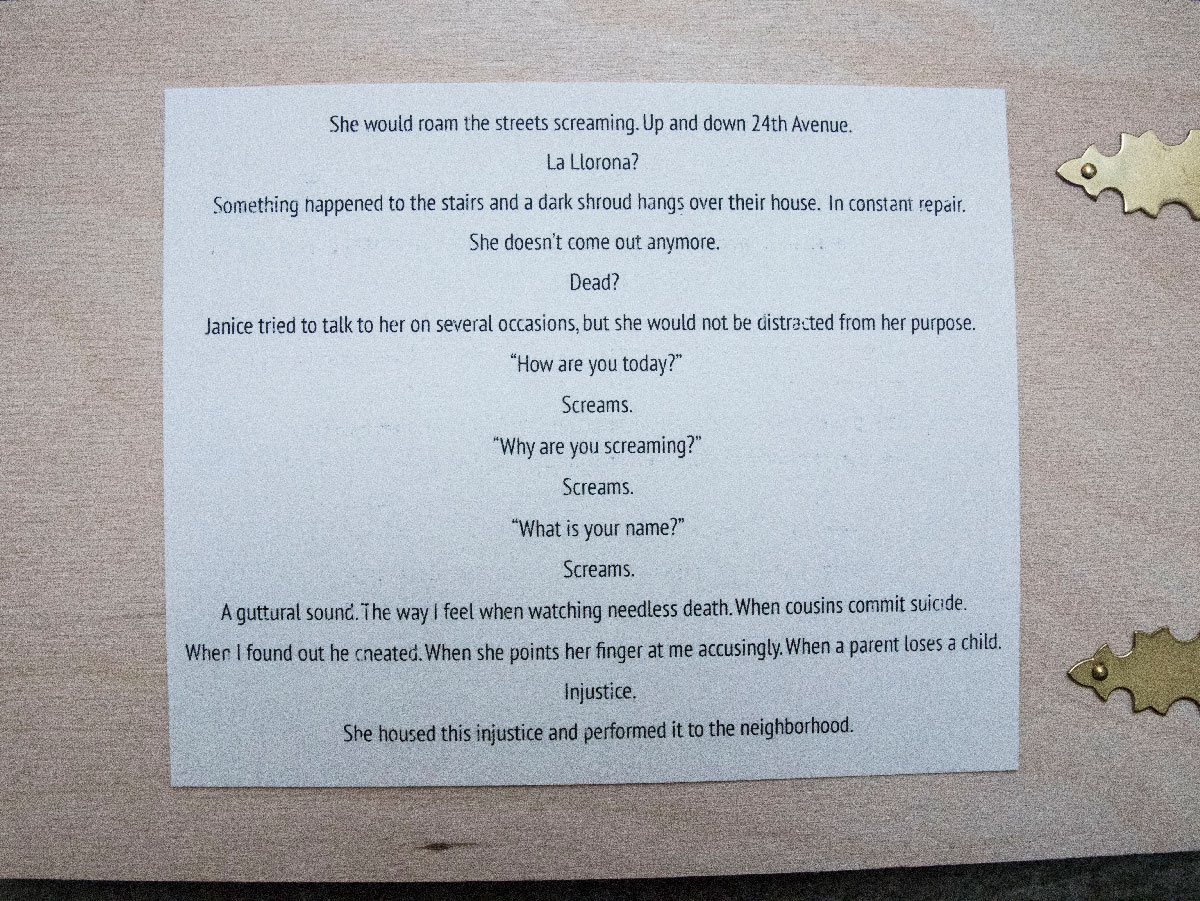 She would roam the streets screaming. Up and down 24th Avenue.
La Llorona?
Something happened to the stairs and a dark shroud hangs over their house. In constant repair.
She doesn't come out anymore.
Dead?
Janice tried to talk to her on several occasions, but she would not be distracted from her purpose.
“How are you today?”
Screams.
“Why are you screaming?”
Screams.
“What is your name?”
Screams.
A guttural sound. The way I feel when watching needless death. When cousins commit suicide.
When I found out he cheated. When she points her finger at me accusingly. When a parent loses a child.
Injustice.
She housed this injustice and performed it to the neighborhood.